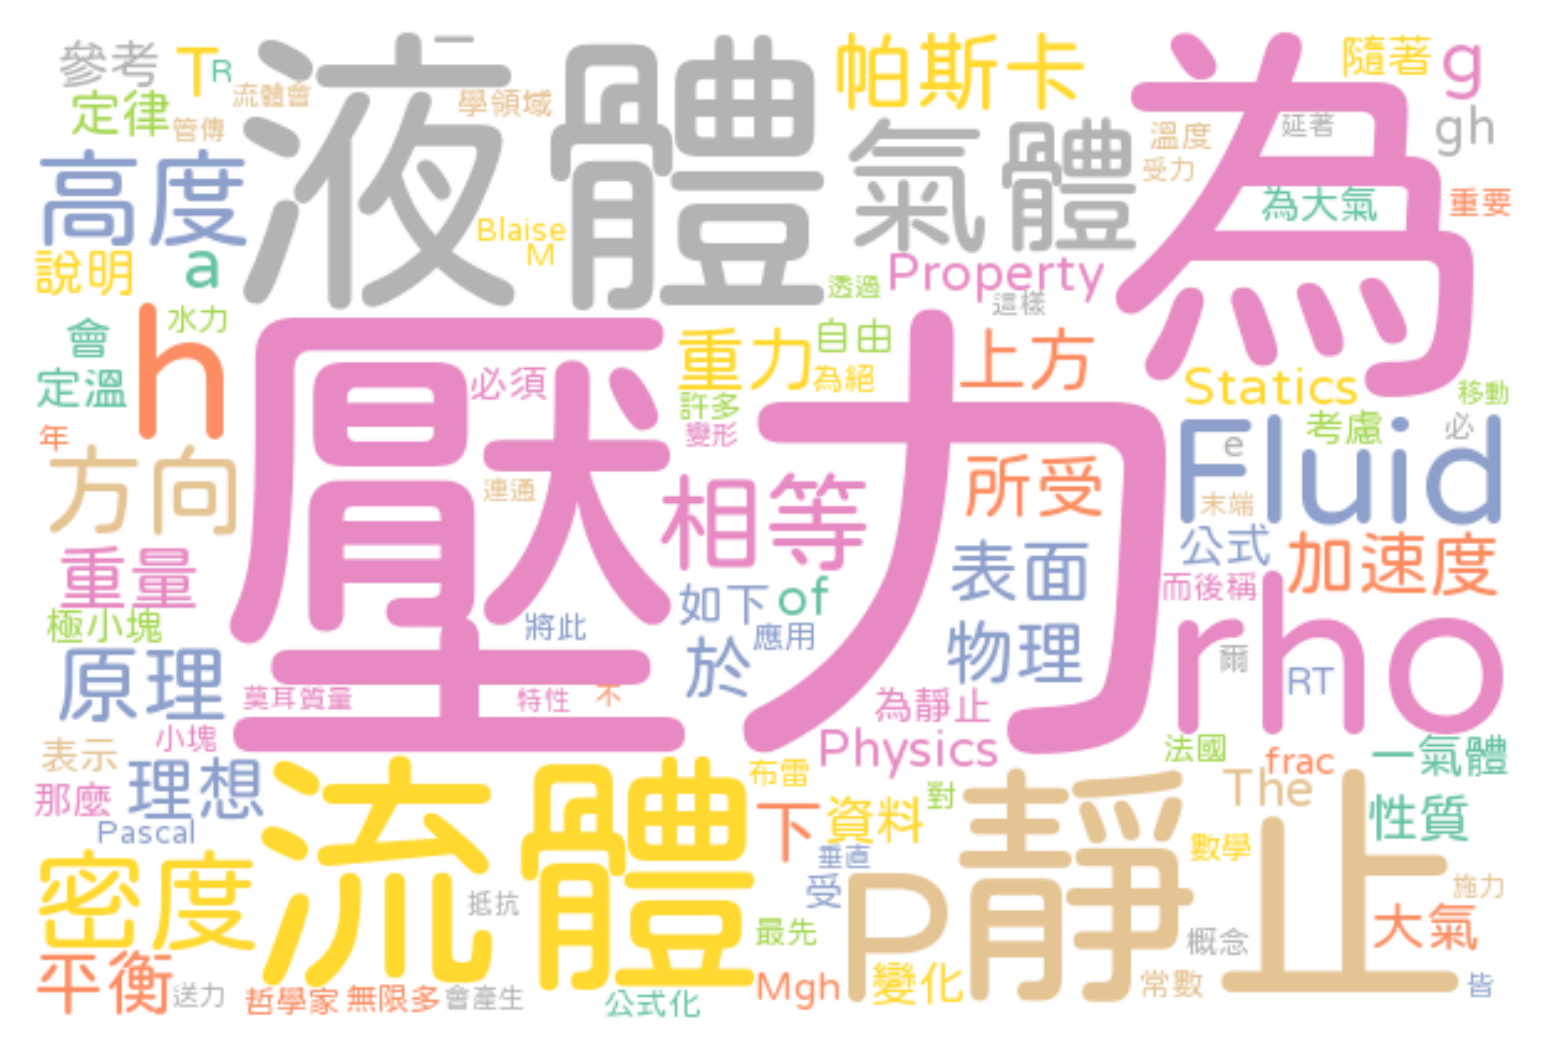 參考
T
R
定律
管傳
流體會
液體
一
學領域
帕斯卡
氣體
為
隨著
g
gh
延著
溫度
受力
為大氣
重要
高度
說明
a
Blaise
M
透過
Property
這樣
水力
會
定溫
h
年
壓力
必須
重力
自由
為絕
許多
變形
上方
Statics
移動
考慮
必
Fluid
e
末端
方向
連通
相等
所受
公式
加速度
重量
極小塊
表面
而後稱
如下
of
應用
將此
於
物理
rho
爾
RT
原理
莫耳質量
特性
不
小塊
為靜止
Physics
法國
frac
一氣體
表示
那麼
理想
Pascal
流體
布雷
下
資料
對
靜止
The
性質
數學
垂直
受
P
密度
抵抗
最先
概念
施力
大氣
平衡
送力
哲學家
無限多
會產生
公式化
Mgh
變化
常數
皆